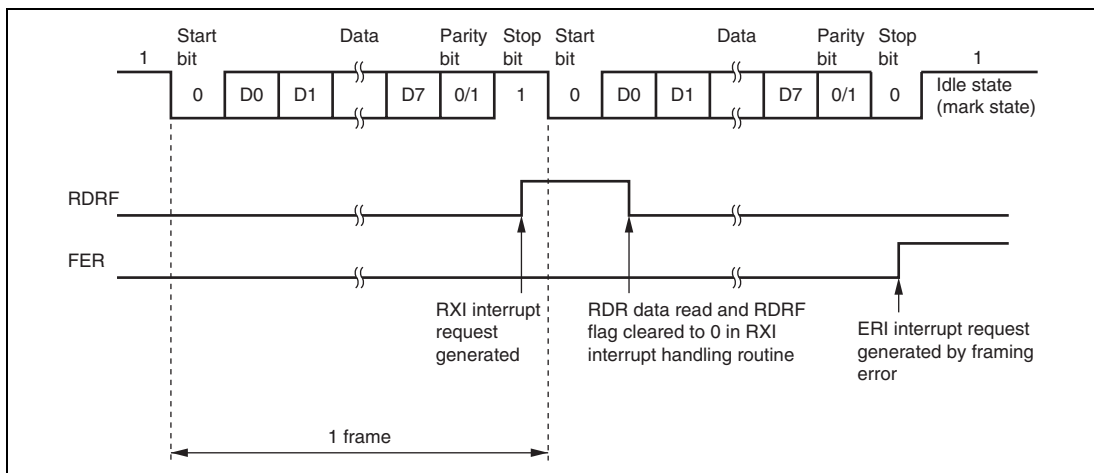 Start bit
Data
Parity bit
Stop bit
Start bit
Data
Parity bit
Stop bit
1
1
0
D0
D1
D7
0/1
1
0
D0
D1
D7
0/1
0
Idle state
(mark state)
RDRF
FER
RXI interrupt
request
generated
RDR data read and RDRF
flag cleared to 0 in RXI
interrupt handling routine
ERI interrupt request
generated by framing
error
1 frame